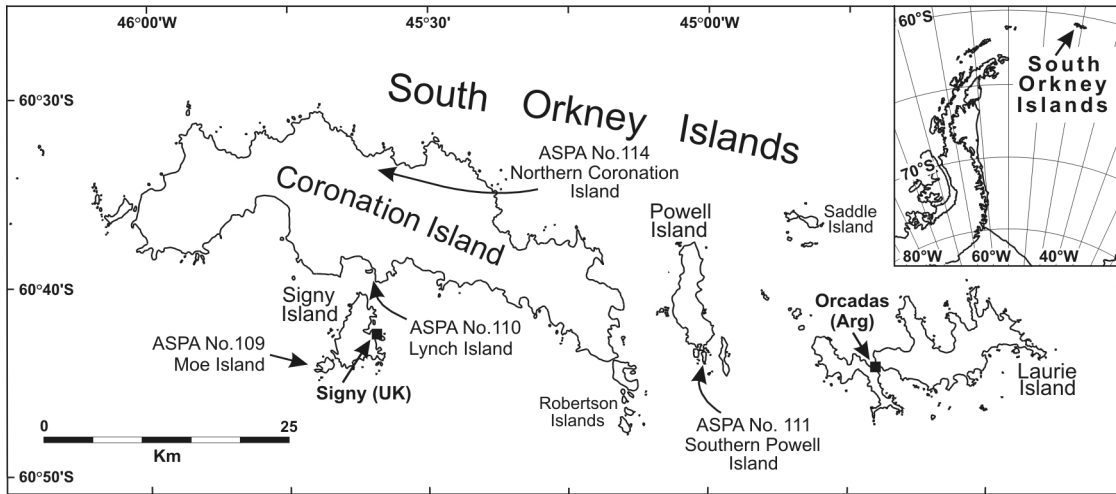 46°00'W
45°30'
45°00'W
60°S
South
Orkney
Islands
70°S
80°W
60°W
40°W
60°30'S
South Orkney Islands
ASPA No.114
Northern Coronation
Island
Coronation Island
Powell
Island
Saddle
Island
60°40'S
Signy
Island
ASPA No.110
Lynch Island
ASPA No.109
Moe Island
Signy (UK)
Orcadas
(Arg)
Laurie
Island
Robertson
Islands
ASPA No. 111
Southern Powell
Island
0 25
Km
60°50'S